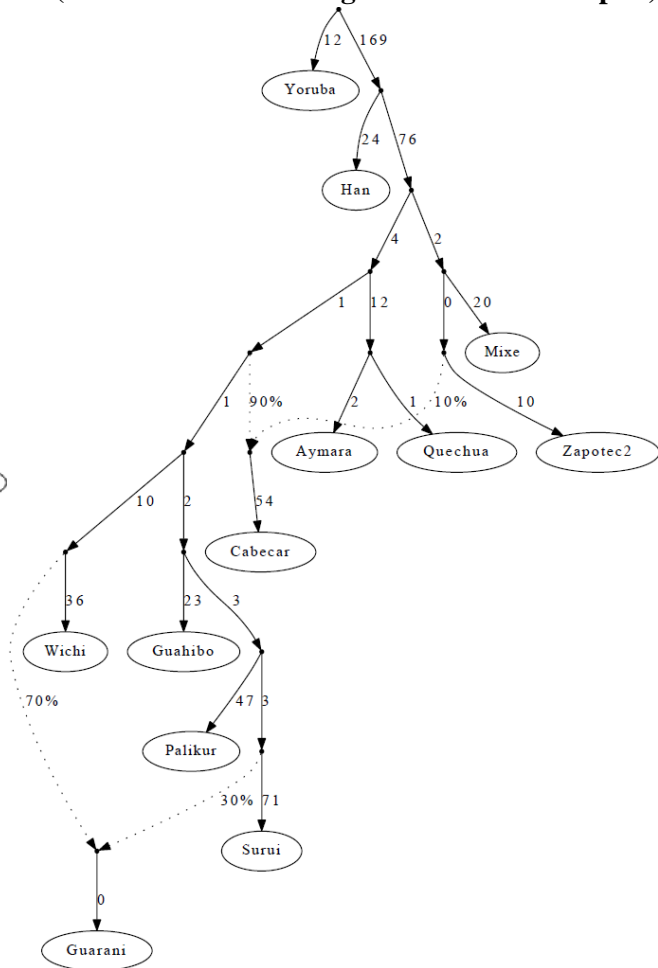 12 169
Yoruba
24 76
Han
4 2
1 12 0 20
Mixe
1 90% 2 1 10% 10
Aymara Quechua Zapotec2
10 2 54
Cabecar
36 23 3
Wichi Guahibo
70% 47 3
Palikur
30% 71
Surui
0
Guarani